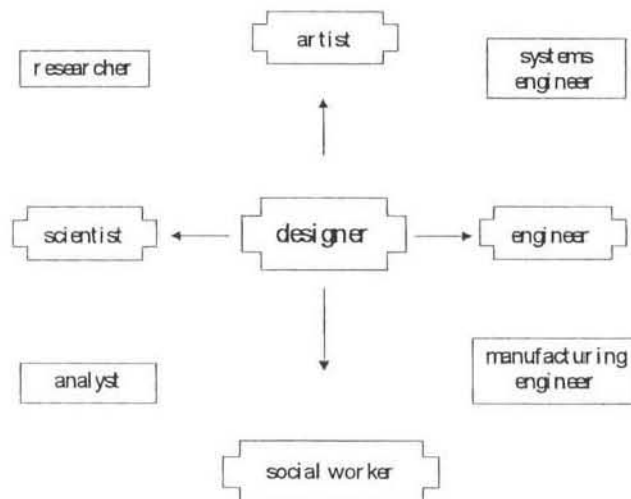 artist
researcher
systems
engineer
scientist
designer
engineer
analyst
manufacturing
engineer
social worker